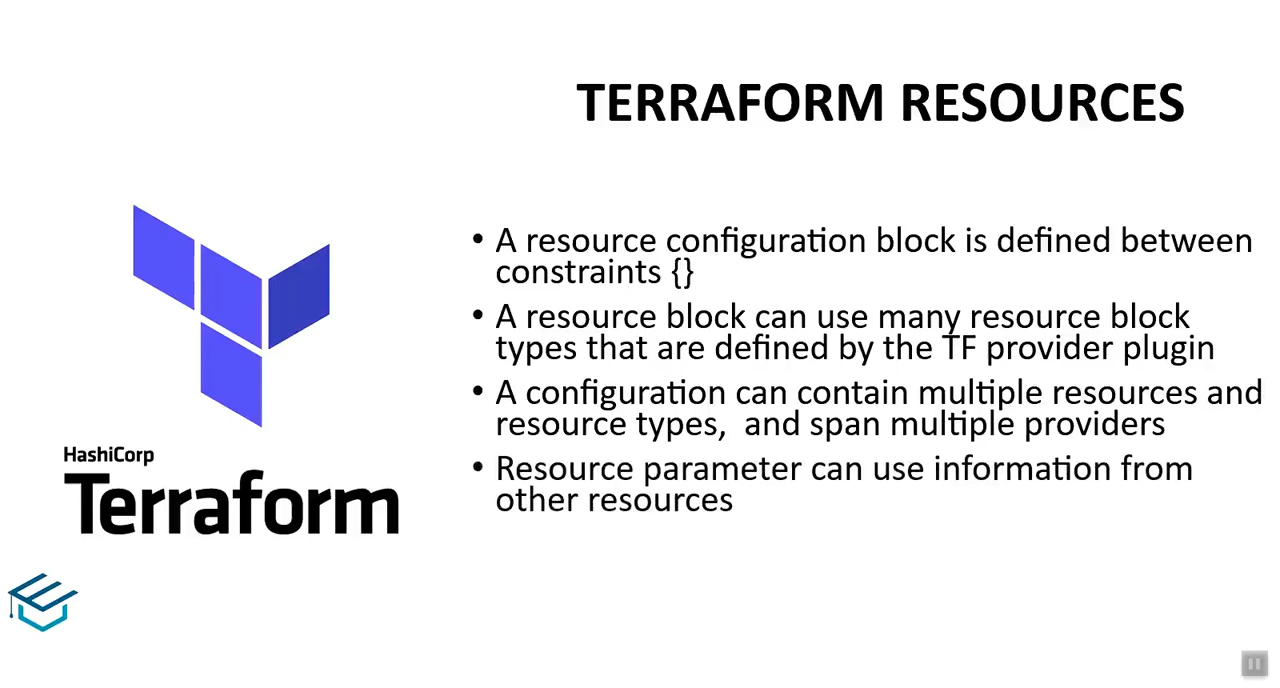 TERRAFORM RESOURCES
• A resource configuration block is defined between
constraints {}
• A resource block can use many resource block
types that are defined by the TF provider plugin
• A configuration can contain multiple resources and
resource types,  and span multiple providers
• Resource parameter can use information from
other resources
HashiCorp
Terraform